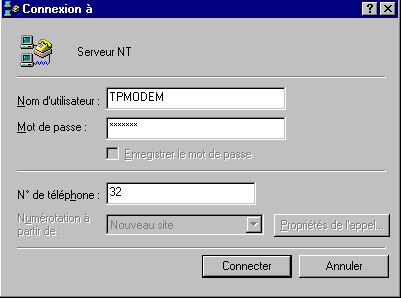 Connexion à
Serveur NT
Nom d'utilisateur : TPMODEM
Mot de passe : *******
Enregistrer le mot de passe
N° de téléphone : 32
Numérotation à partir de : Nouveau site Propriétés de l'appel...
Connecter Annuler